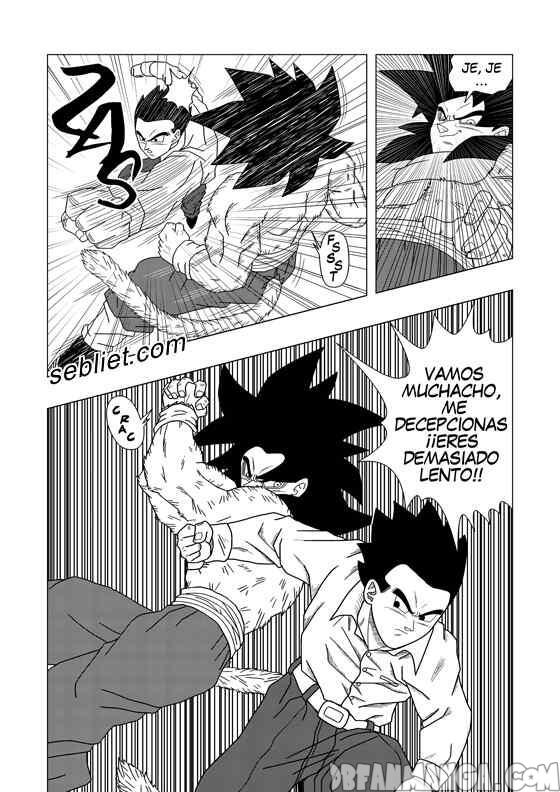 ZAS
JE, JE
...
FSSST
sebliet.com
CRAC
VAMOS
MUCHACHO,
ME
DECEPCIONAS
¡¡ERES
DEMASIADO
LENTO!!
DBFANMANGA.COM